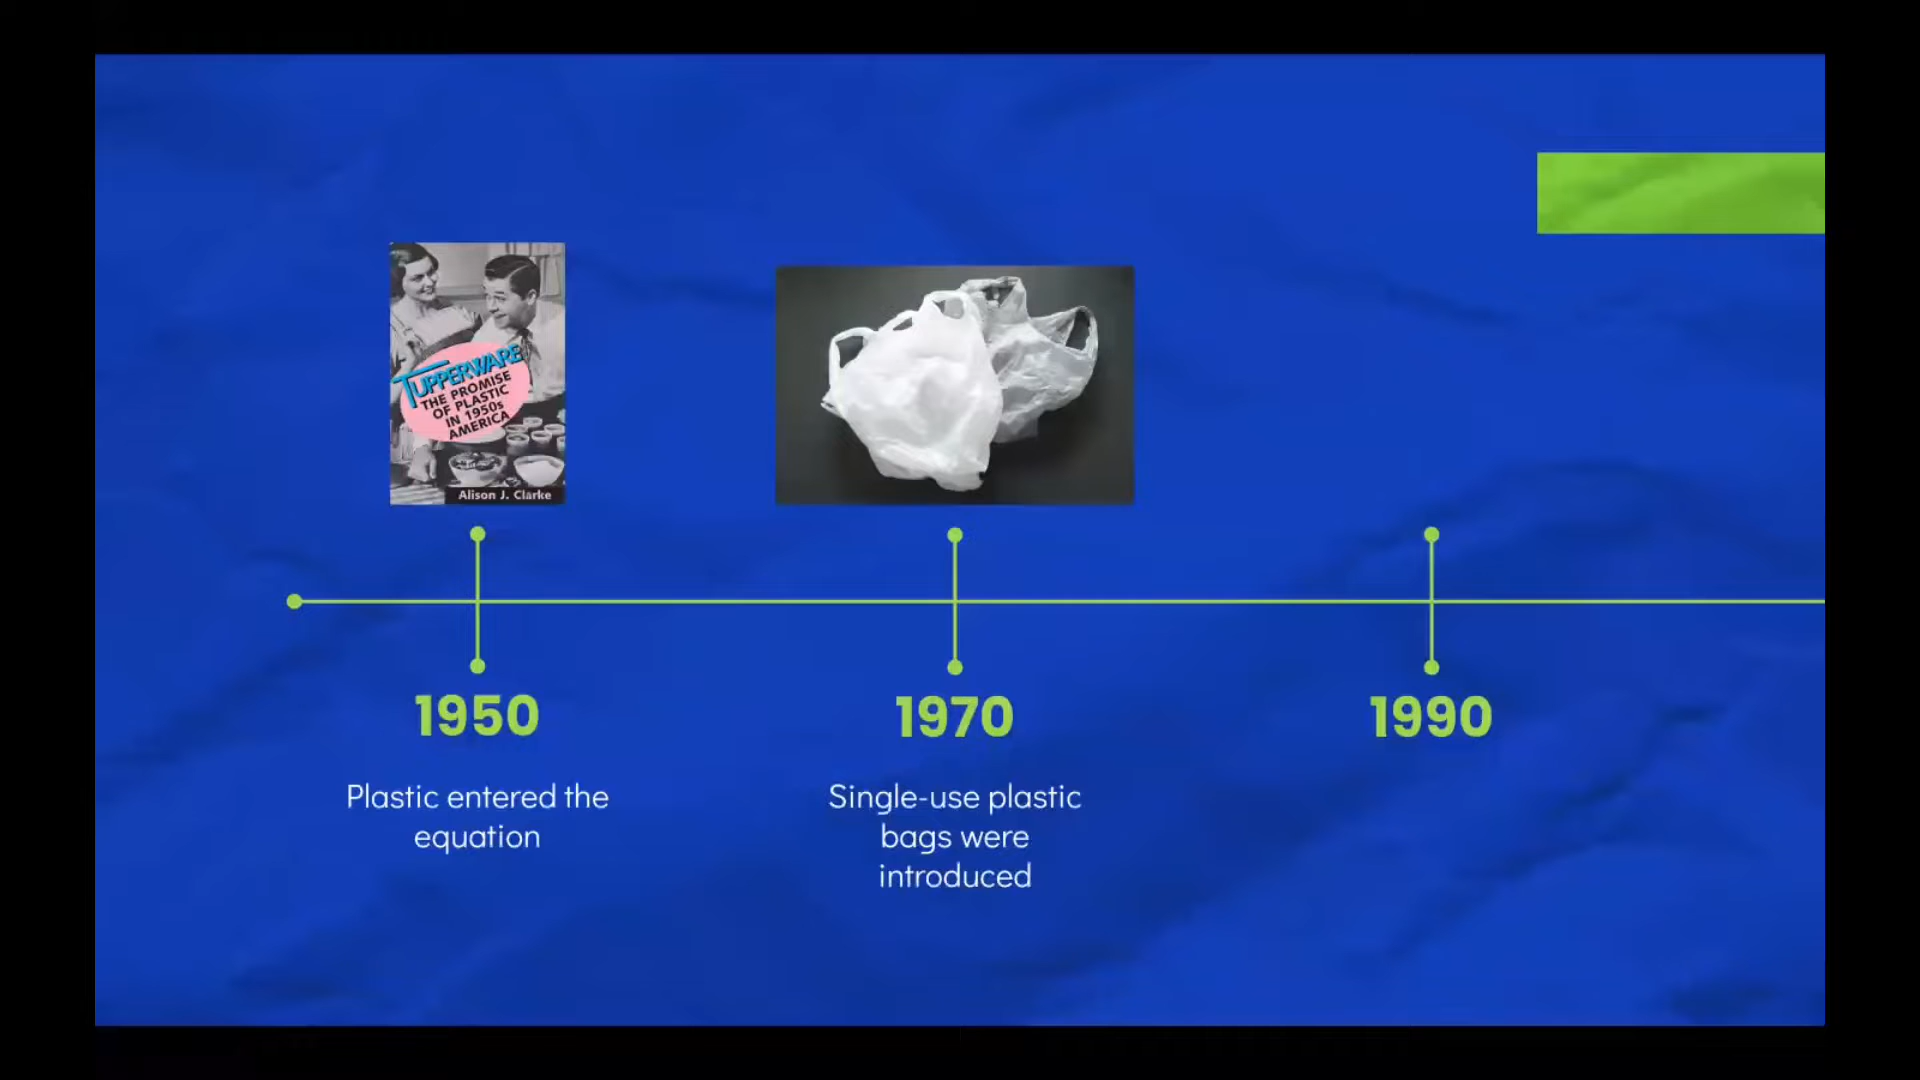 TUPPERWARE
THE PROMISE
OF PLASTIC
IN 1950s
AMERICA
Alison J. Clarke
1950
Plastic entered the
equation
1970
Single-use plastic
bags were
introduced
1990